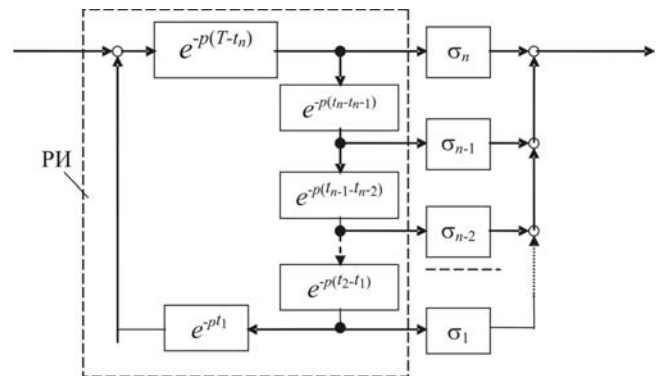 e^{-p(T-t_n)}
σ_n
e^{-p(t_n-t_{n-1})}
σ_{n-1}
РИ
e^{-p(t_{n-1}-t_{n-2})}
σ_{n-2}
e^{-p(t_2-t_1)}
e^{-pt_1}
σ_1